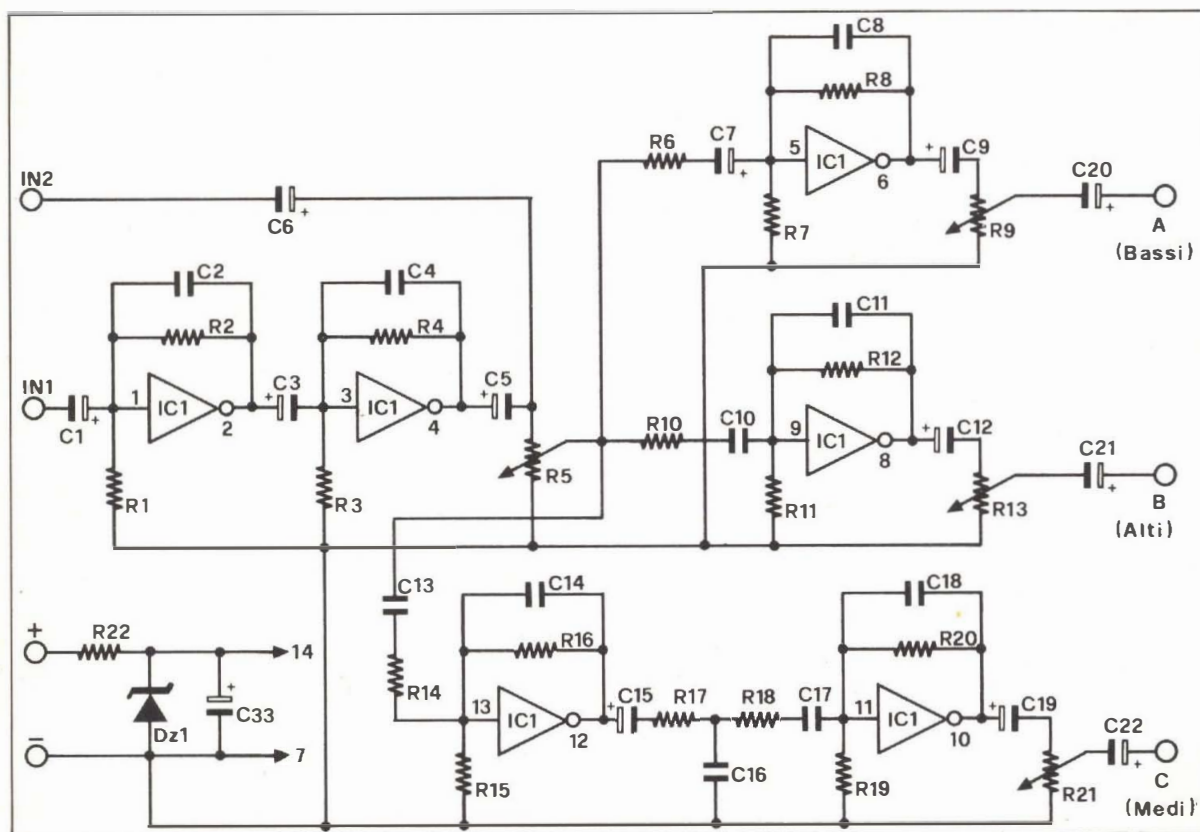 C8
R8
R6
C7
+
5
IC1
6
+
C9
C20
+
IN2
C6
+
R7
R9
A
(Bassi)
C2
R2
C4
R4
C11
R12
IN1
C1
+
1
IC1
2
+
C3
3
IC1
4
+
C5
R10
C10
9
IC1
8
+
C12
C21
+
R1
R3
R5
R11
R13
B
(Alti)
C13
C14
R16
C18
R20
+
R22
14
+
C33
Dz1
−
7
R14
13
IC1
12
+
C15
R17
R18
C17
11
IC1
10
+
C19
C22
+
R15
C16
R19
R21
C
(Medi)